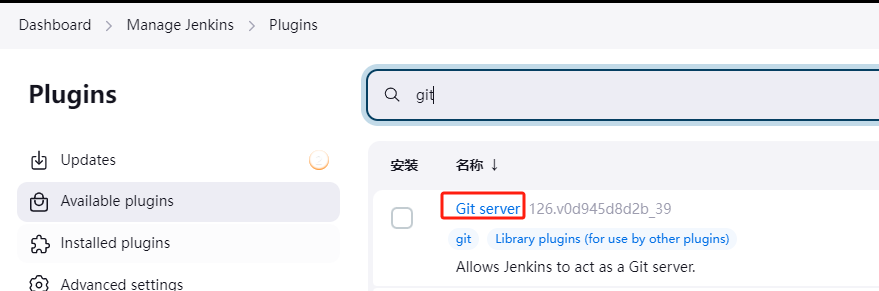 Dashboard > Manage Jenkins > Plugins
Plugins
git
Updates
Available plugins
Installed plugins
Advanced settings
安装 名称 ↓
Git server 126.v0d945d8d2b_39
git Library plugins (for use by other plugins)
Allows Jenkins to act as a Git server.